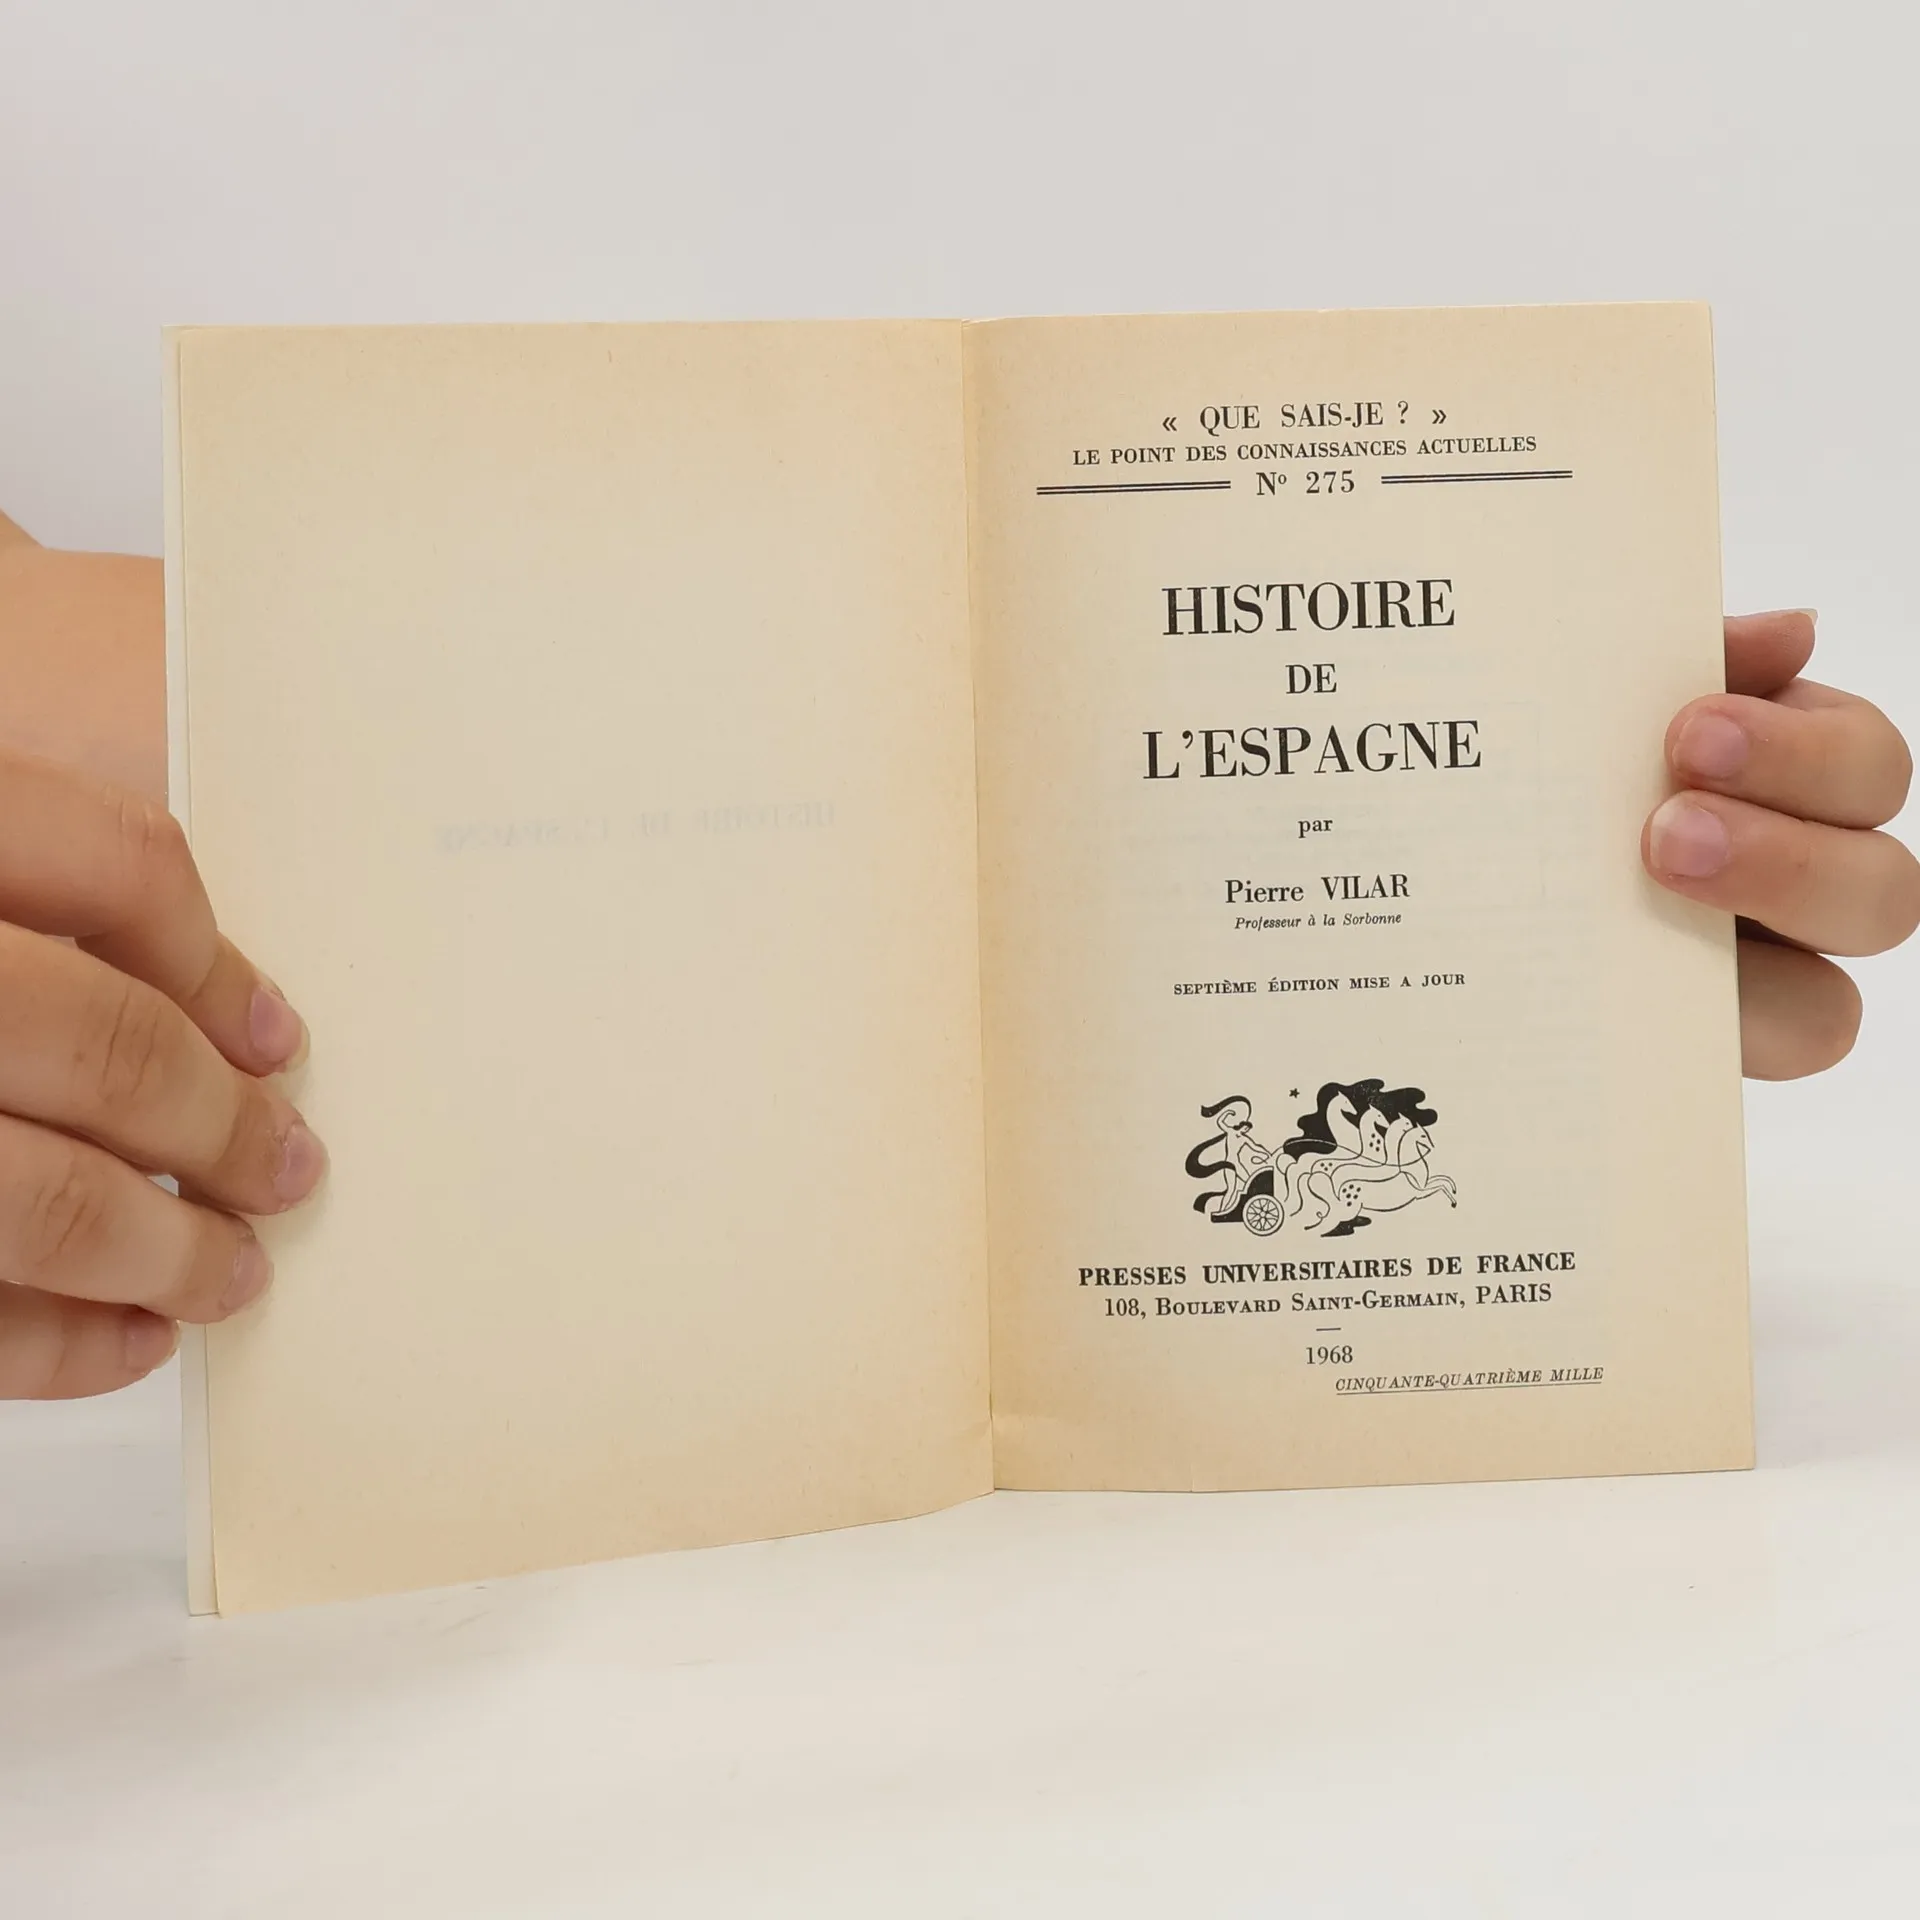 « QUE SAIS-JE ? »
LE POINT DES CONNAISSANCES ACTUELLES
Nº 275
HISTOIRE
DE
L'ESPAGNE
par
Pierre VILAR
Professeur à la Sorbonne
SEPTIÈME ÉDITION MISE A JOUR
PRESSES UNIVERSITAIRES DE FRANCE
108, BOULEVARD SAINT-GERMAIN, PARIS
1968
CINQUANTE-QUATRIÈME MILLE